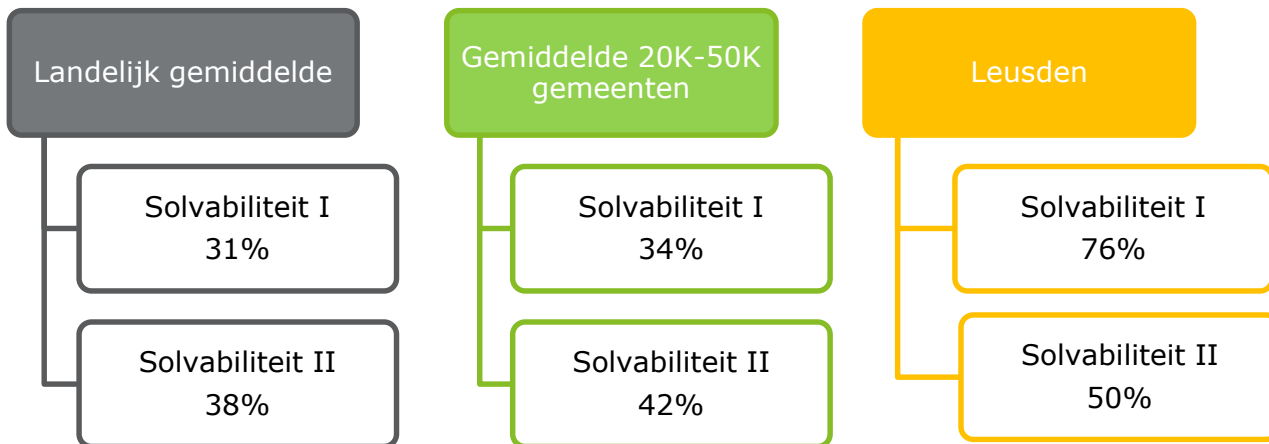 Landelijk gemiddelde
Solvabiliteit I
31%
Solvabiliteit II
38%
Gemiddelde 20K-50K
gemeenten
Solvabiliteit I
34%
Solvabiliteit II
42%
Leusden
Solvabiliteit I
76%
Solvabiliteit II
50%